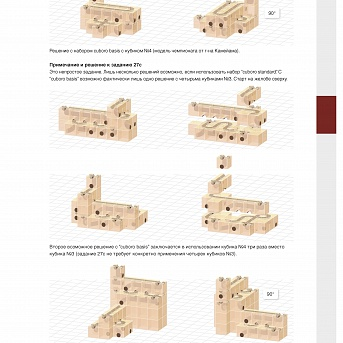 90°
Решение с набором cuboro basis с кубиком №4 (модель чемпионата от г-на Канейана).
Примечание и решение к заданию 27c
Это непростое задание. Лишь несколько решений возможно, если использовать набор "cuboro standard". С
"cuboro basis" возможно фактически лишь одно решение с четырьмя кубиками №3. Старт на желобе сверху.
Второе возможное решение с "cuboro basis" заключается в использовании кубика №4 три раза вместо
кубика №3 (задание 27c не требует конкретно применения четырех кубиков №3).
90°